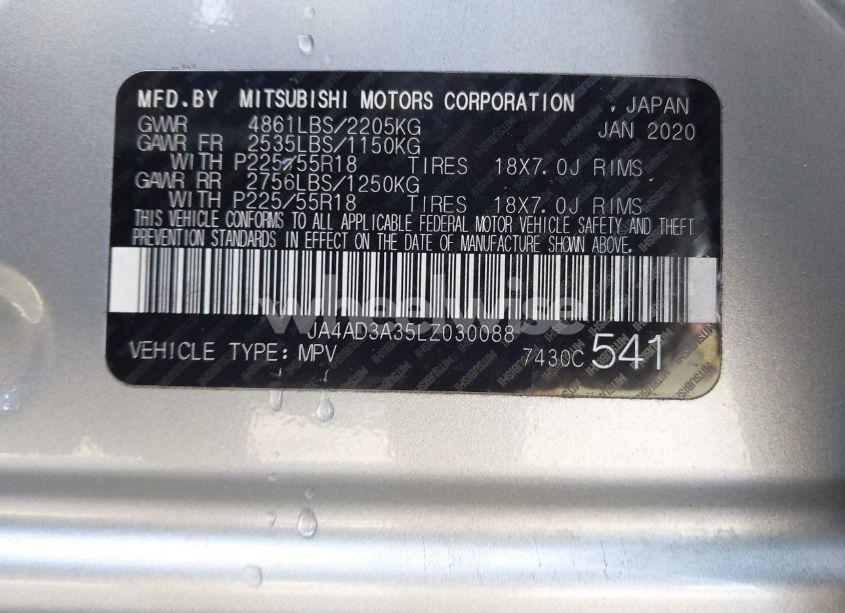 MFD.BY MITSUBISHI MOTORS CORPORATION , JAPAN
GVWR 4861LBS/2205KG JAN 2020
GAWR FR 2535LBS/1150KG
WITH P225/55R18 TIRES 18X7.0J RIMS
GAWR RR 2756LBS/1250KG
WITH P225/55R18 TIRES 18X7.0J RIMS
THIS VEHICLE CONFORMS TO ALL APPLICABLE FEDERAL MOTOR VEHICLE SAFETY AND THEFT
PREVENTION STANDARDS IN EFFECT ON THE DATE OF MANUFACTURE SHOWN ABOVE.
wheelwise
JA4AD3A35LZ030088
VEHICLE TYPE: MPV 7430C 541